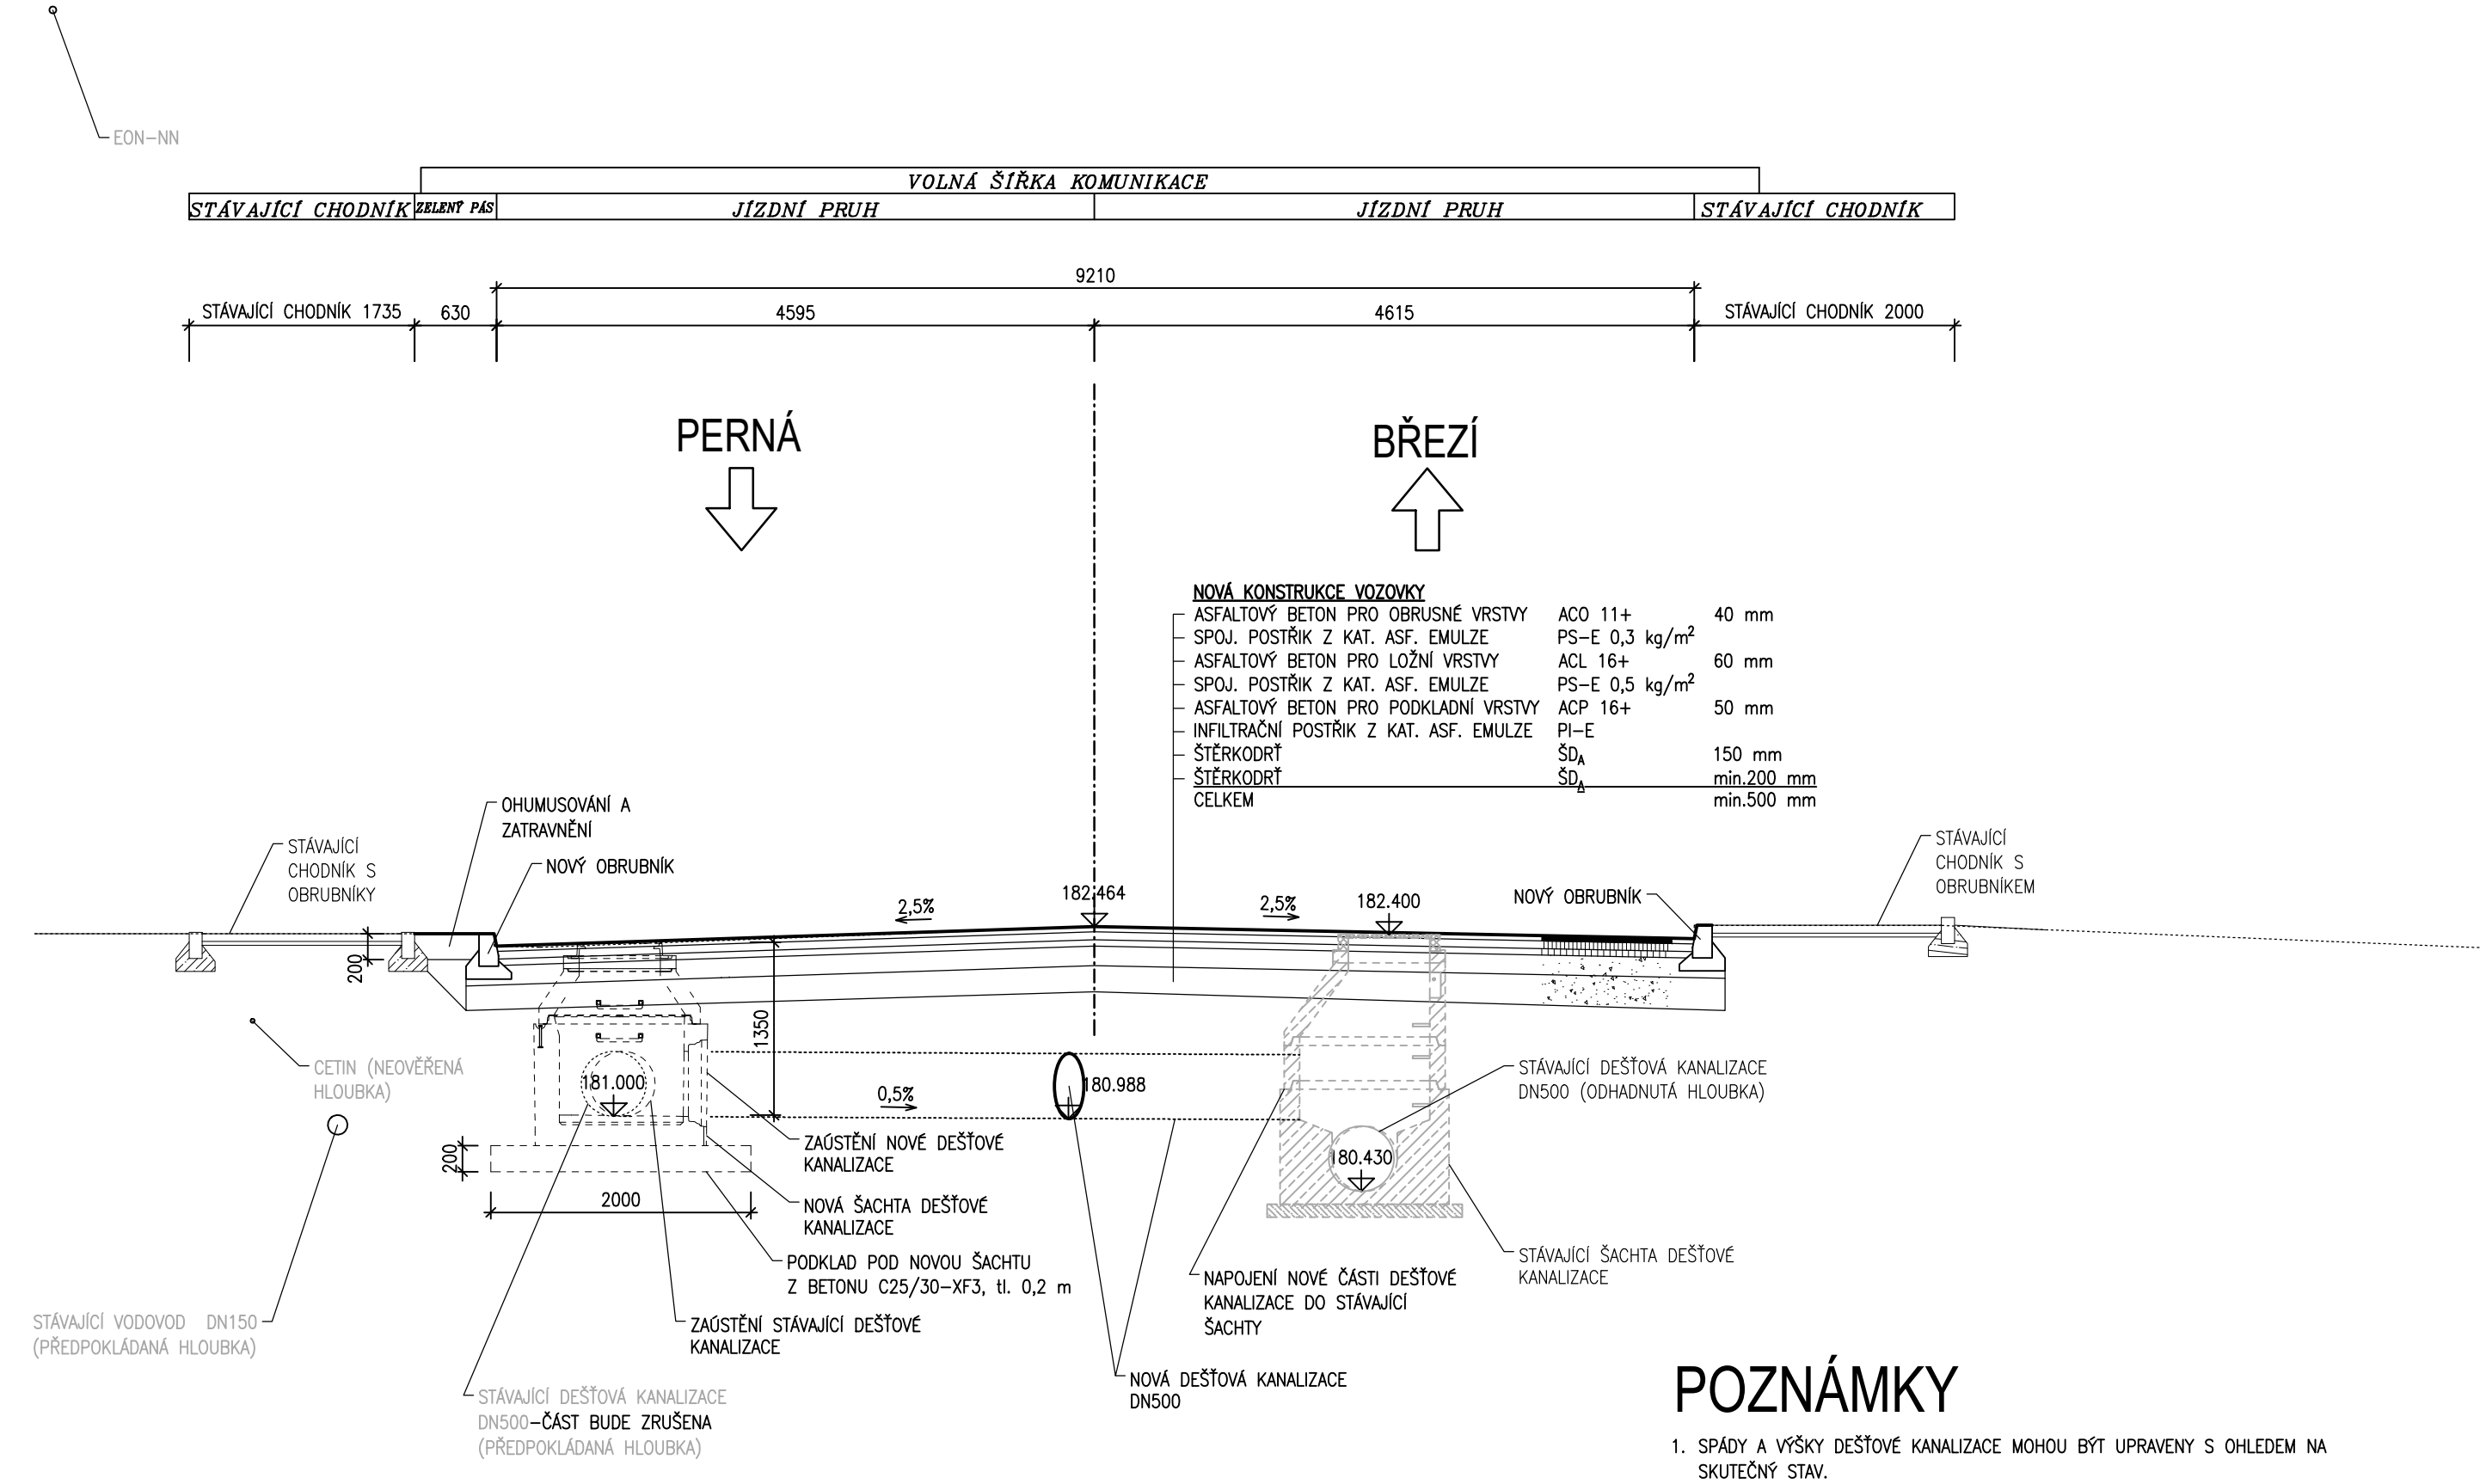 EON-NN
VOLNÁ ŠÍŘKA KOMUNIKACE
STÁVAJÍCÍ CHODNÍK ZELENÝ PÁS JÍZDNÍ PRUH JÍZDNÍ PRUH STÁVAJÍCÍ CHODNÍK
9210
STÁVAJÍCÍ CHODNÍK 1735 630 4595 4615 STÁVAJÍCÍ CHODNÍK 2000
PERNÁ BŘEZÍ
NOVÁ KONSTRUKCE VOZOVKY
ASFALTOVÝ BETON PRO OBRUSNÉ VRSTVY ACO 11+ 40 mm
SPOJ. POSTŘIK Z KAT. ASF. EMULZE PS-E 0,3 kg/m²
ASFALTOVÝ BETON PRO LOŽNÍ VRSTVY ACL 16+ 60 mm
SPOJ. POSTŘIK Z KAT. ASF. EMULZE PS-E 0,5 kg/m²
ASFALTOVÝ BETON PRO PODKLADNÍ VRSTVY ACP 16+ 50 mm
INFILTRAČNÍ POSTŘIK Z KAT. ASF. EMULZE PI-E
ŠTĚRKODRŤ ŠDA 150 mm
ŠTĚRKODRŤ ŠDA min.200 mm
CELKEM min.500 mm
OHUMUSOVÁNÍ A
ZATRAVNĚNÍ
STÁVAJÍCÍ
CHODNÍK S
OBRUBNÍKY
NOVÝ OBRUBNÍK
STÁVAJÍCÍ
CHODNÍK S
OBRUBNÍKEM
NOVÝ OBRUBNÍK
2,5% 182.464 2,5% 182.400
200
1350
CETIN (NEOVĚŘENÁ
HLOUBKA)
181.000
0,5%
180.988
STÁVAJÍCÍ DEŠŤOVÁ KANALIZACE
DN500 (ODHADNUTÁ HLOUBKA)
180.430
200
2000
ZAÚSTĚNÍ NOVÉ DEŠŤOVÉ
KANALIZACE
NOVÁ ŠACHTA DEŠŤOVÉ
KANALIZACE
PODKLAD POD NOVOU ŠACHTU
Z BETONU C25/30-XF3, tl. 0,2 m
ZAÚSTĚNÍ STÁVAJÍCÍ DEŠŤOVÉ
KANALIZACE
STÁVAJÍCÍ ŠACHTA DEŠŤOVÉ
KANALIZACE
NAPOJENÍ NOVÉ ČÁSTI DEŠŤOVÉ
KANALIZACE DO STÁVAJÍCÍ
ŠACHTY
STÁVAJÍCÍ VODOVOD DN150
(PŘEDPOKLÁDANÁ HLOUBKA)
STÁVAJÍCÍ DEŠŤOVÁ KANALIZACE
DN500-ČÁST BUDE ZRUŠENA
(PŘEDPOKLÁDANÁ HLOUBKA)
NOVÁ DEŠŤOVÁ KANALIZACE
DN500
POZNÁMKY
1. SPÁDY A VÝŠKY DEŠŤOVÉ KANALIZACE MOHOU BÝT UPRAVENY S OHLEDEM NA
SKUTEČNÝ STAV.